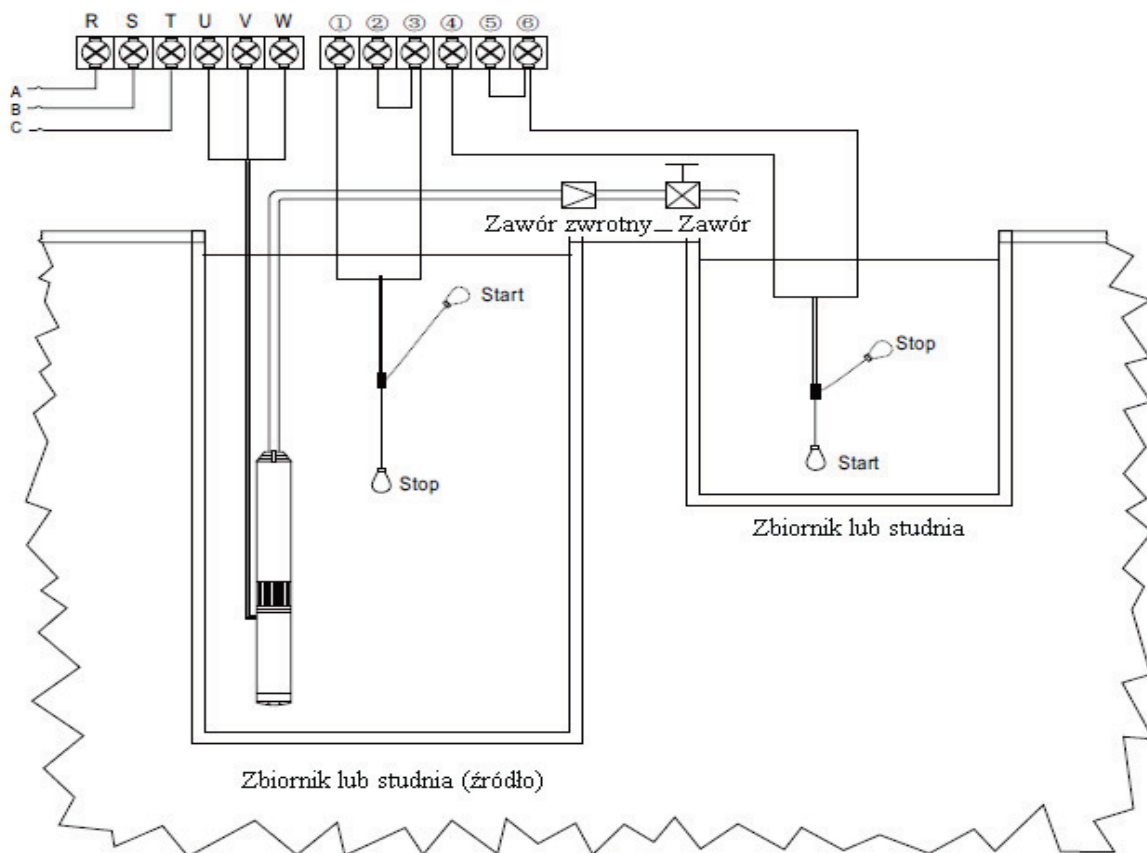 R S T U V W ① ② ③ ④ ⑤ ⑥
A
B
C
Zawór zwrotny Zawór
Start
Stop
Stop
Start
Zbiornik lub studnia
Zbiornik lub studnia (źródło)